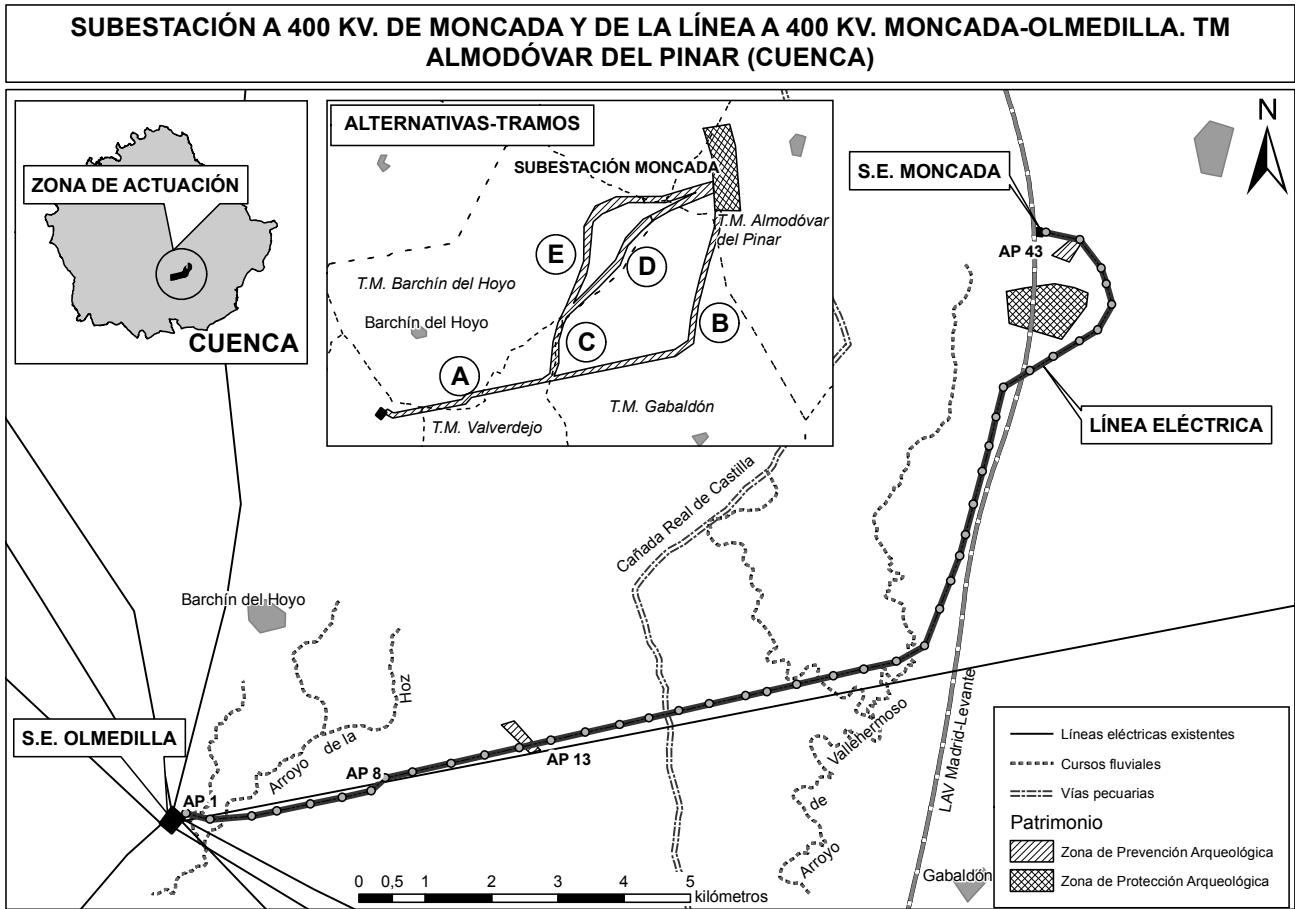 SUBESTACIÓN A 400 KV. DE MONCADA Y DE LA LÍNEA A 400 KV. MONCADA-OLMEDILLA. TM
ALMODÓVAR DEL PINAR (CUENCA)
ZONA DE ACTUACIÓN
CUENCA
ALTERNATIVAS-TRAMOS
SUBESTACIÓN MONCADA
T.M. Almodóvar
del Pinar
E
D
T.M. Barchín del Hoyo
Barchín del Hoyo
B
C
A
T.M. Gabaldón
T.M. Valverdejo
N
S.E. MONCADA
AP 43
LÍNEA ELÉCTRICA
Cañada Real de Castilla
Barchín del Hoyo
S.E. OLMEDILLA
AP 1
Arroyo de la Hoz
AP 8
AP 13
Arroyo de Vallehermoso
LAV Madrid-Levante
Gabaldón
0 0,5 1 2 3 4 5
kilómetros
Líneas eléctricas existentes
Cursos fluviales
Vías pecuarias
Patrimonio
Zona de Prevención Arqueológica
Zona de Protección Arqueológica